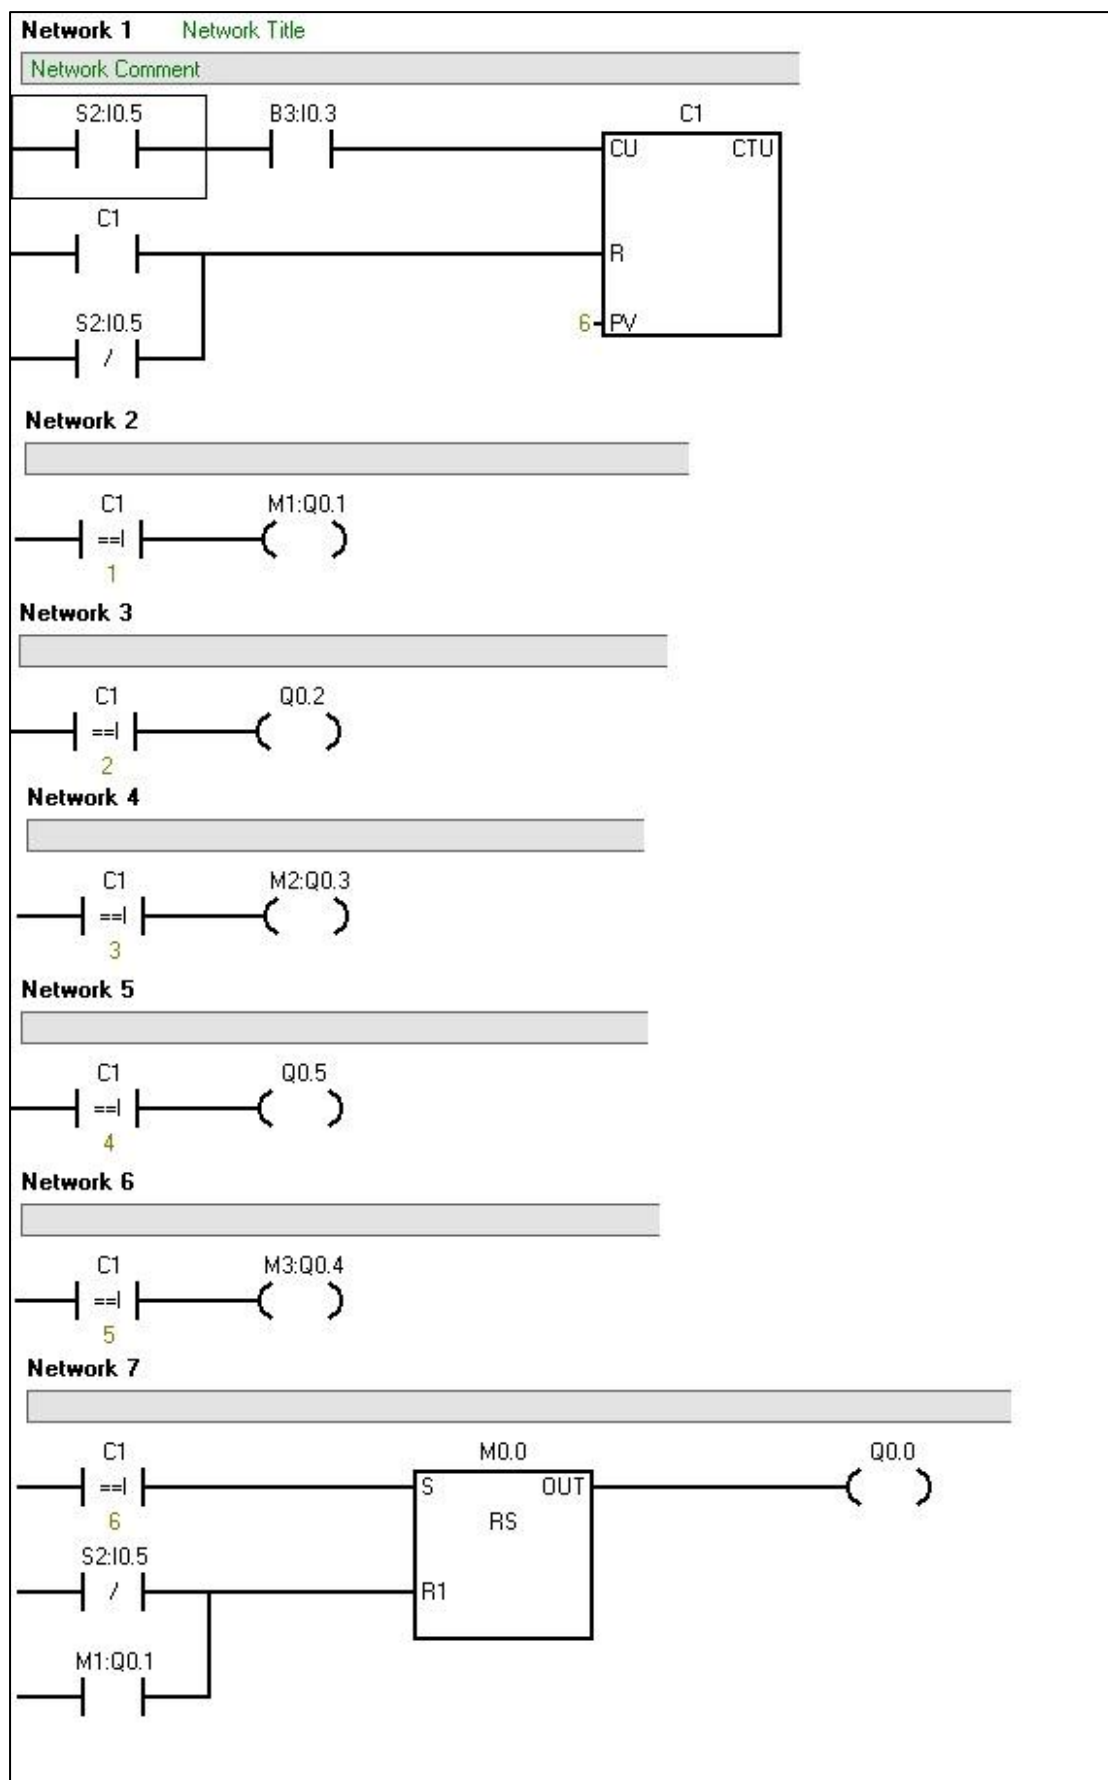 Network 1 Network Title
Network Comment
S2:I0.5 B3:I0.3 C1
CU CTU
C1
R
S2:I0.5
6 PV
/
Network 2
C1 M1:Q0.1
==I
1
Network 3
C1 Q0.2
==I
2
Network 4
C1 M2:Q0.3
==I
3
Network 5
C1 Q0.5
==I
4
Network 6
C1 M3:Q0.4
==I
5
Network 7
C1 M0.0 Q0.0
==I S OUT
6 RS
S2:I0.5
/ R1
M1:Q0.1